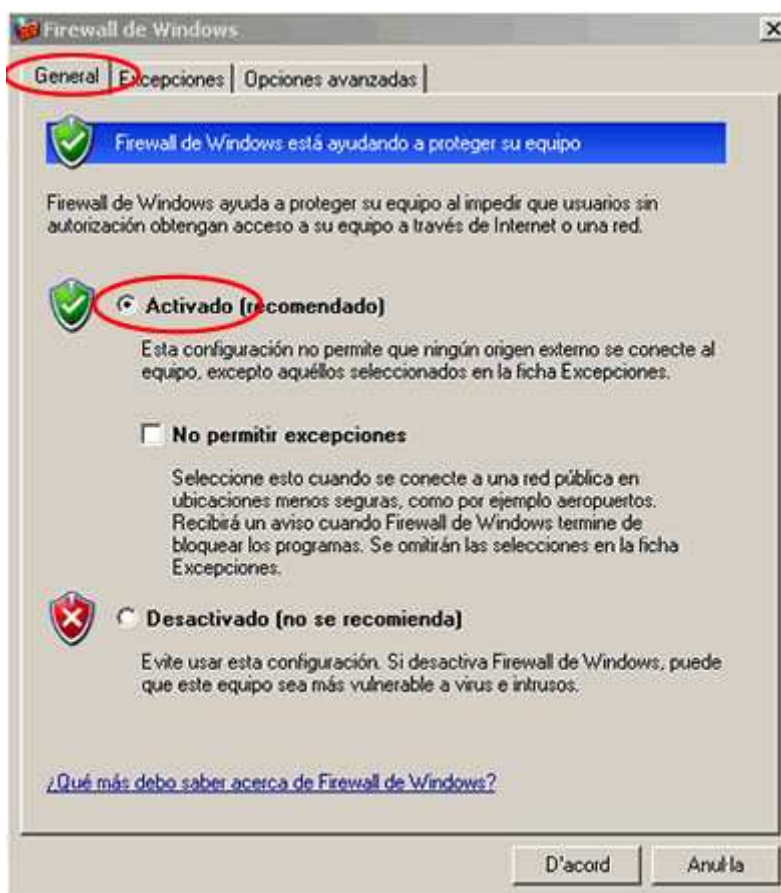 Firewall de Windows
General Excepciones Opciones avanzadas
Firewall de Windows está ayudando a proteger su equipo
Firewall de Windows ayuda a proteger su equipo al impedir que usuarios sin
autorización obtengan acceso a su equipo a través de Internet o una red.
Activado (recomendado)
Esta configuración no permite que ningún origen externo se conecte al
equipo, excepto aquéllos seleccionados en la ficha Excepciones.
No permitir excepciones
Seleccione esto cuando se conecte a una red pública en
ubicaciones menos seguras, como por ejemplo aeropuertos.
Recibirá un aviso cuando Firewall de Windows termine de
bloquear los programas. Se omitirán las selecciones en la ficha
Excepciones.
Desactivado (no se recomienda)
Evite usar esta configuración. Si desactiva Firewall de Windows, puede
que este equipo sea más vulnerable a virus e intrusos.
¿Qué más debo saber acerca de Firewall de Windows?
D'acord Anul·la